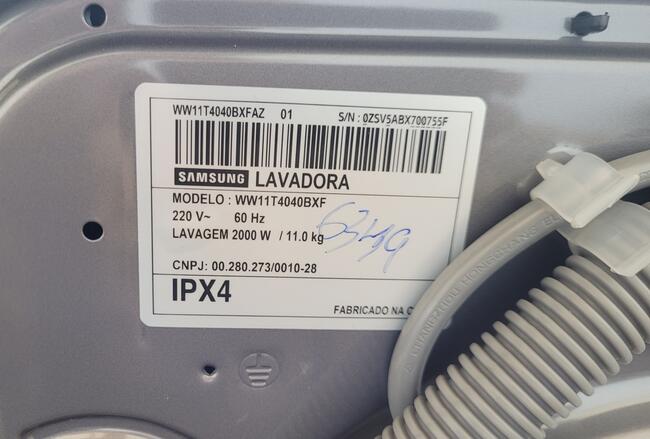 WW11T4040BXFAZ 01 S/N : 0ZSV5ABX700755F
SAMSUNG LAVADORA
MODELO : WW11T4040BXF
220 V~ 60 Hz
LAVAGEM 2000 W / 11.0 kg
CNPJ: 00.280.273/0010-28
IPX4
FABRICADO NA